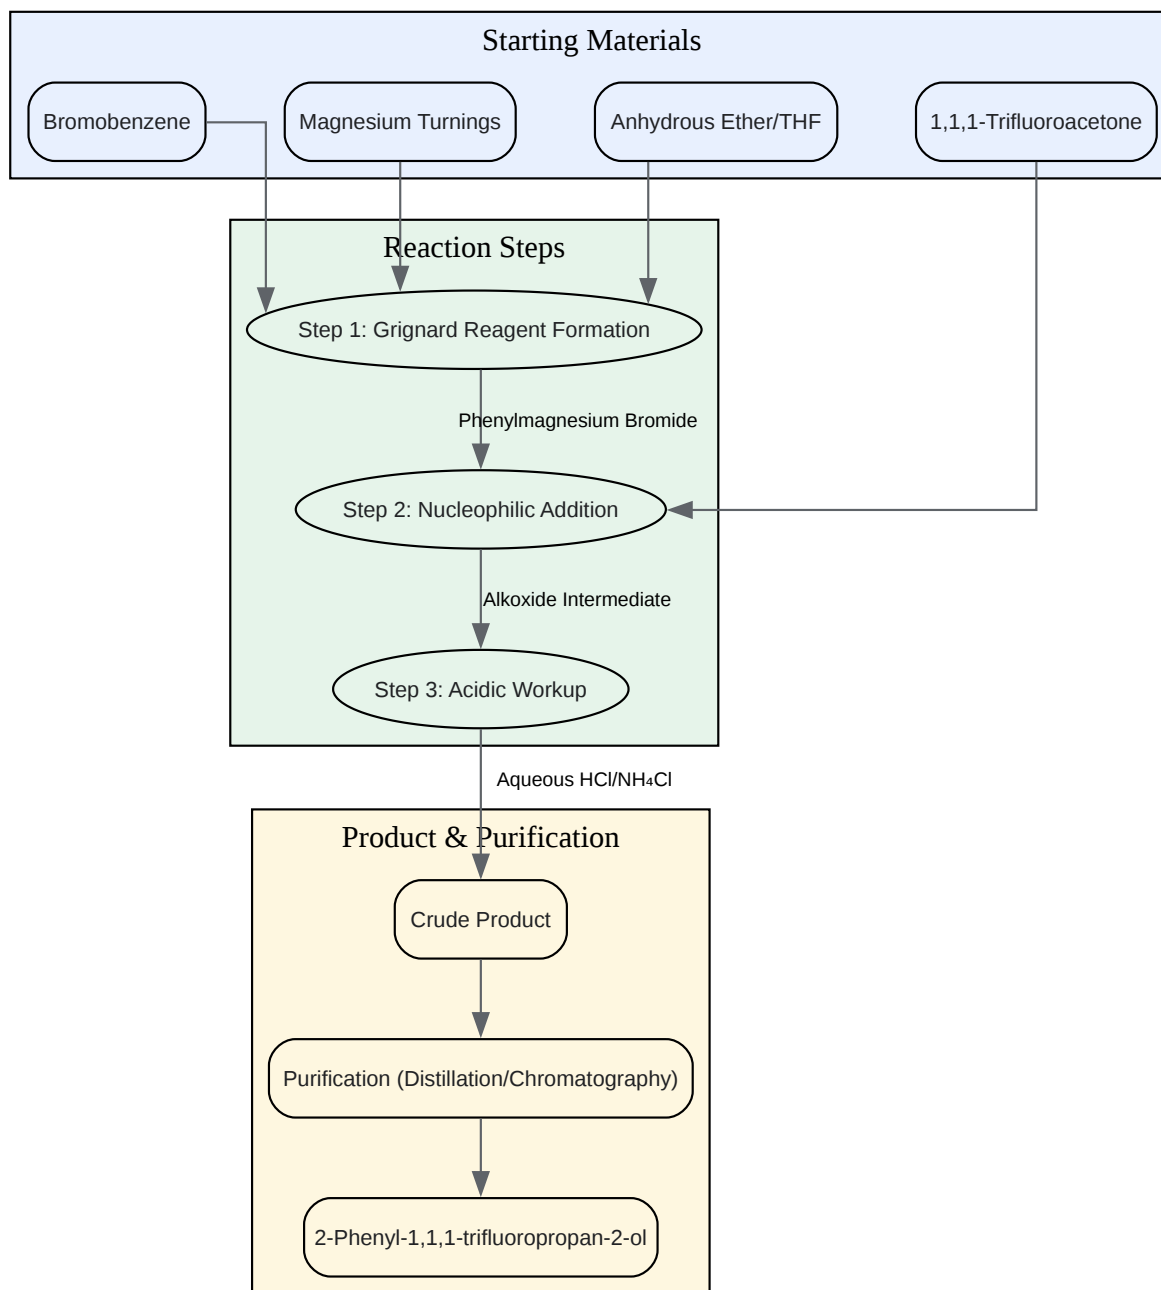 Starting Materials
Bromobenzene
Magnesium Turnings
Anhydrous Ether/THF
1,1,1-Trifluoroacetone
Reaction Steps
Step 1: Grignard Reagent Formation
Phenylmagnesium Bromide
Step 2: Nucleophilic Addition
Alkoxide Intermediate
Step 3: Acidic Workup
Aqueous HCl/NH₄Cl
Product & Purification
Crude Product
Purification (Distillation/Chromatography)
2-Phenyl-1,1,1-trifluoropropan-2-ol